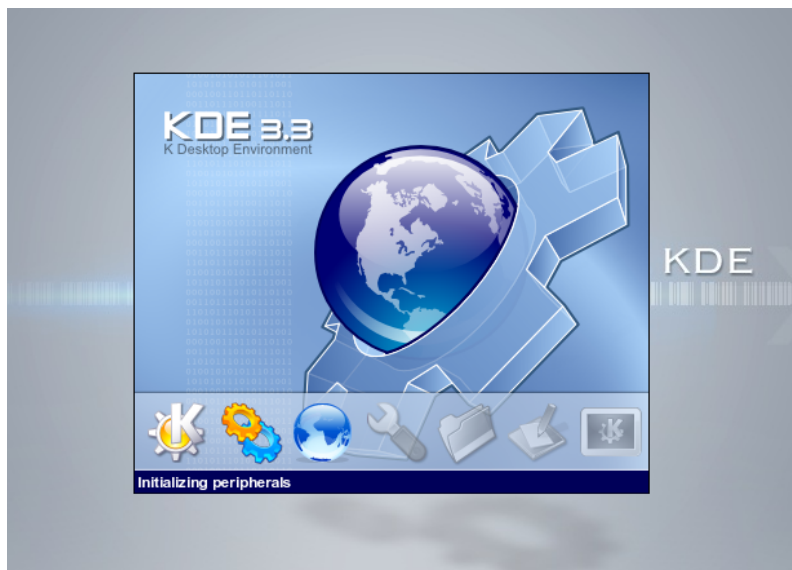 KDE 3.3
K Desktop Environment
KDE
Initializing peripherals